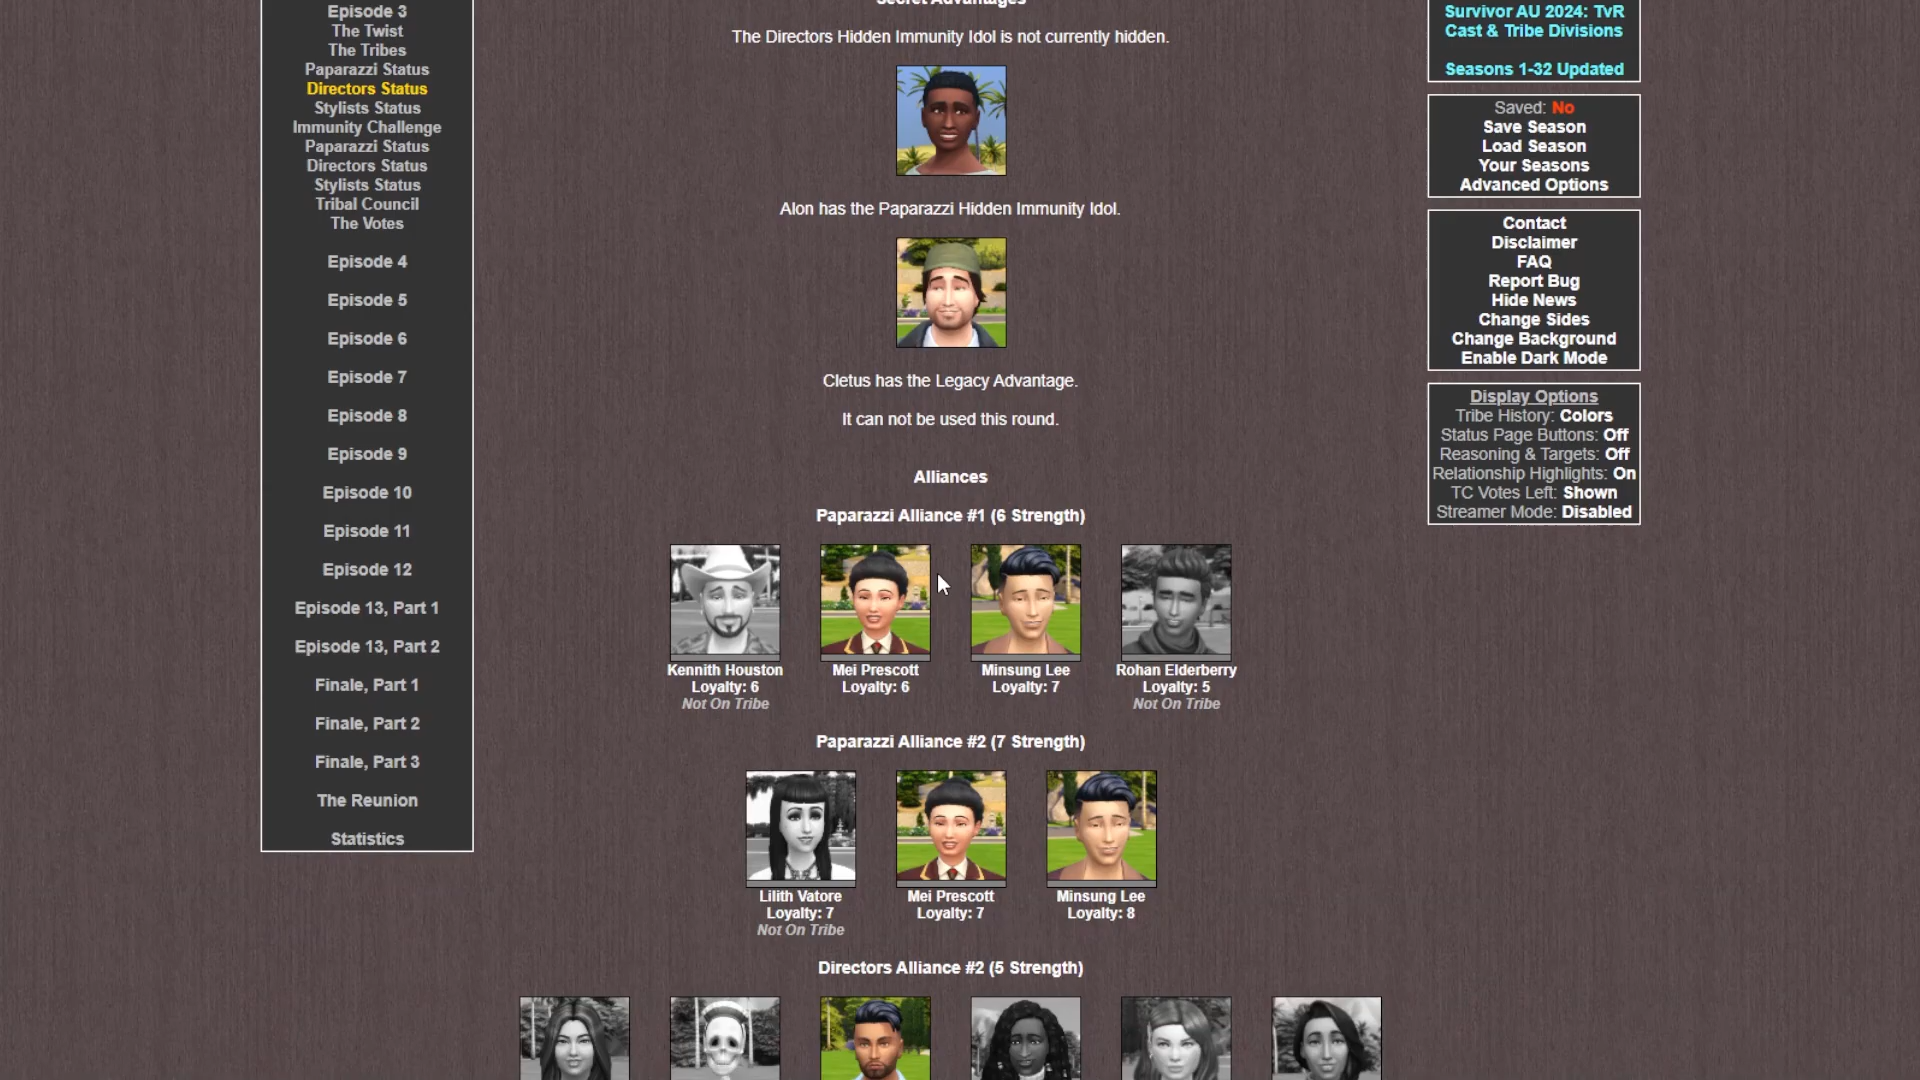 Episode 3
The Twist
The Tribes
Paparazzi Status
Directors Status
Stylists Status
Immunity Challenge
Paparazzi Status
Directors Status
Stylists Status
Tribal Council
The Votes
Episode 4
Episode 5
Episode 6
Episode 7
Episode 8
Episode 9
Episode 10
Episode 11
Episode 12
Episode 13, Part 1
Episode 13, Part 2
Finale, Part 1
Finale, Part 2
Finale, Part 3
The Reunion
Statistics
Secret Advantages
The Directors Hidden Immunity Idol is not currently hidden.
Alon has the Paparazzi Hidden Immunity Idol.
Cletus has the Legacy Advantage.
It can not be used this round.
Alliances
Paparazzi Alliance #1 (6 Strength)
Kennith Houston
Loyalty: 6
Not On Tribe
Mei Prescott
Loyalty: 6
Minsung Lee
Loyalty: 7
Rohan Elderberry
Loyalty: 5
Not On Tribe
Paparazzi Alliance #2 (7 Strength)
Lilith Vatore
Loyalty: 7
Not On Tribe
Mei Prescott
Loyalty: 7
Minsung Lee
Loyalty: 8
Directors Alliance #2 (5 Strength)
Survivor AU 2024: TvR
Cast & Tribe Divisions
Seasons 1-32 Updated
Saved: No
Save Season
Load Season
Your Seasons
Advanced Options
Contact
Disclaimer
FAQ
Report Bug
Hide News
Change Sides
Change Background
Enable Dark Mode
Display Options
Tribe History: Colors
Status Page Buttons: Off
Reasoning & Targets: Off
Relationship Highlights: On
TC Votes Left: Shown
Streamer Mode: Disabled